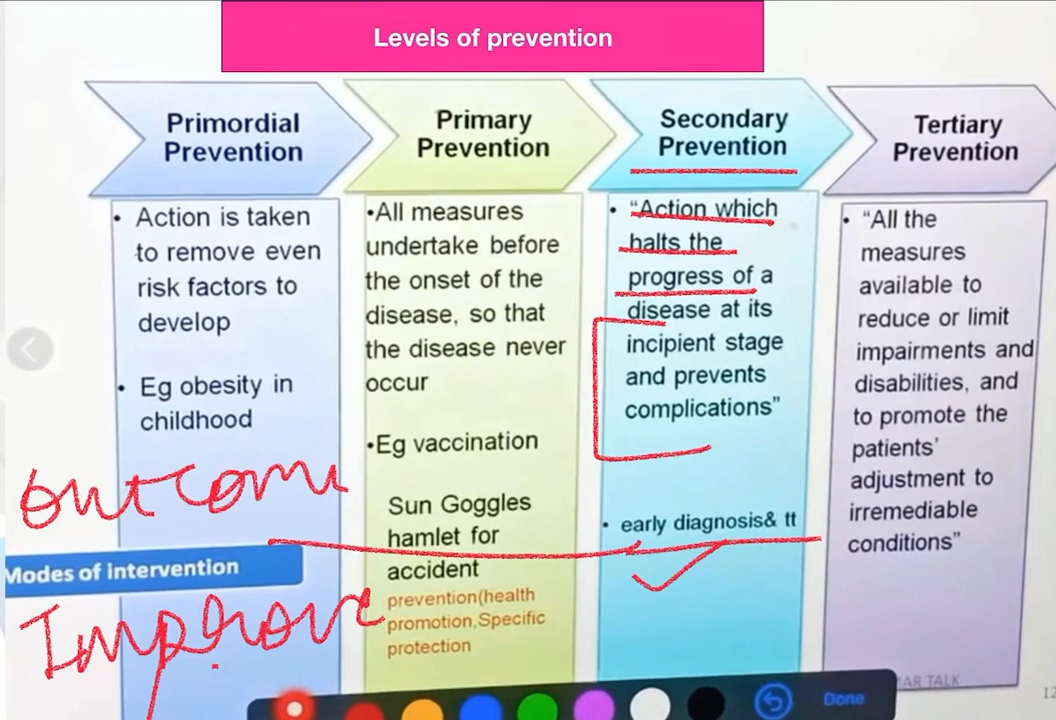 Levels of prevention
Primordial
Prevention
• Action is taken
to remove even
risk factors to
develop
• Eg obesity in
childhood
Primary
Prevention
•All measures
undertake before
the onset of the
disease, so that
the disease never
occur
•Eg vaccination
Sun Goggles
hamlet for
accident
prevention(health
promotion,Specific
protection
Secondary
Prevention
• “Action which
halts the
progress of a
disease at its
incipient stage
and prevents
complications”
• early diagnosis& tt
Tertiary
Prevention
• “All the
measures
available to
reduce or limit
impairments and
disabilities, and
to promote the
patients’
adjustment to
irremediable
conditions”
Outcome
Modes of intervention
Improve
TALK
12
Done